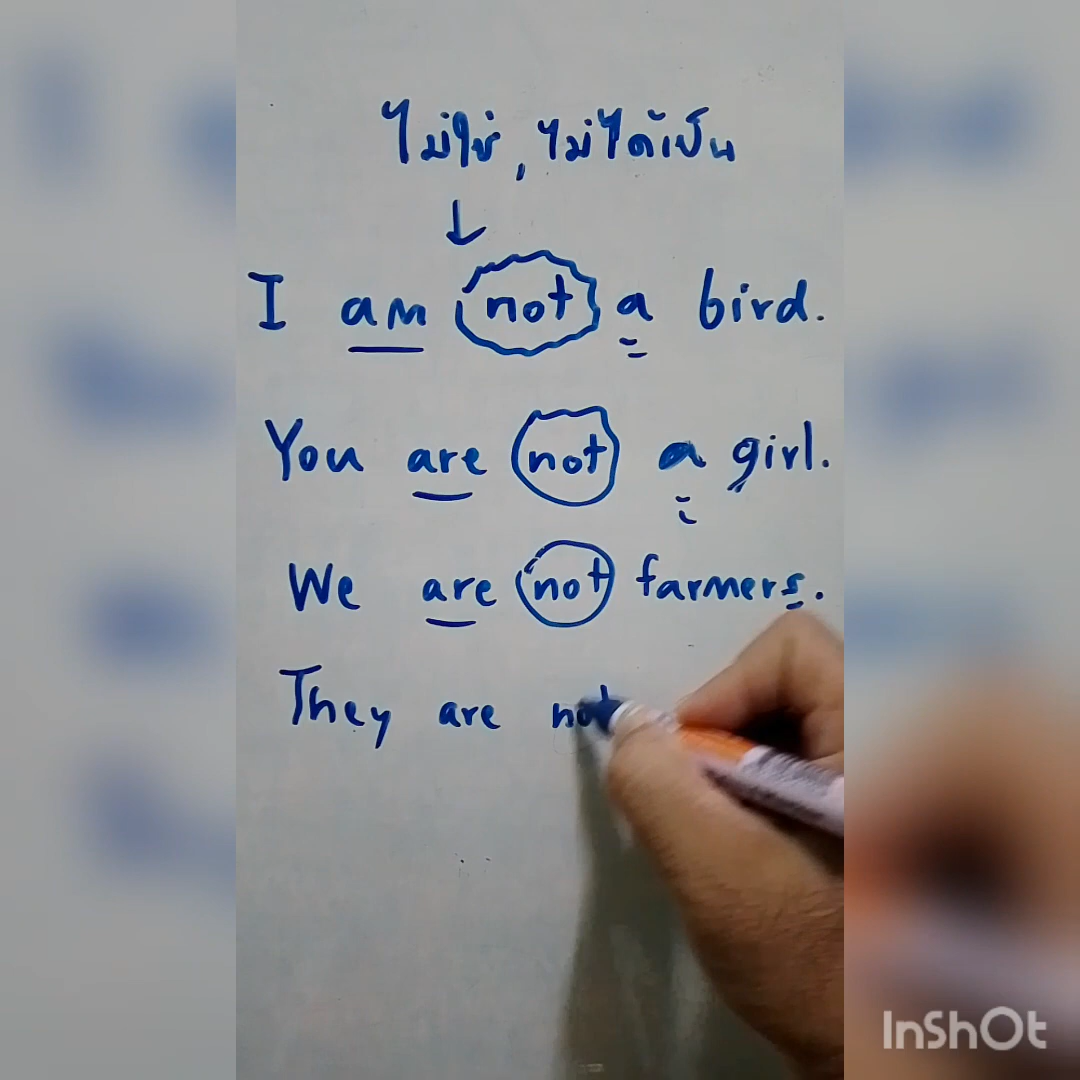 ไม่ใช่, ไม่ได้เป็น
I am not a bird.
You are not a girl.
We are not farmers.
They are not
InShOt